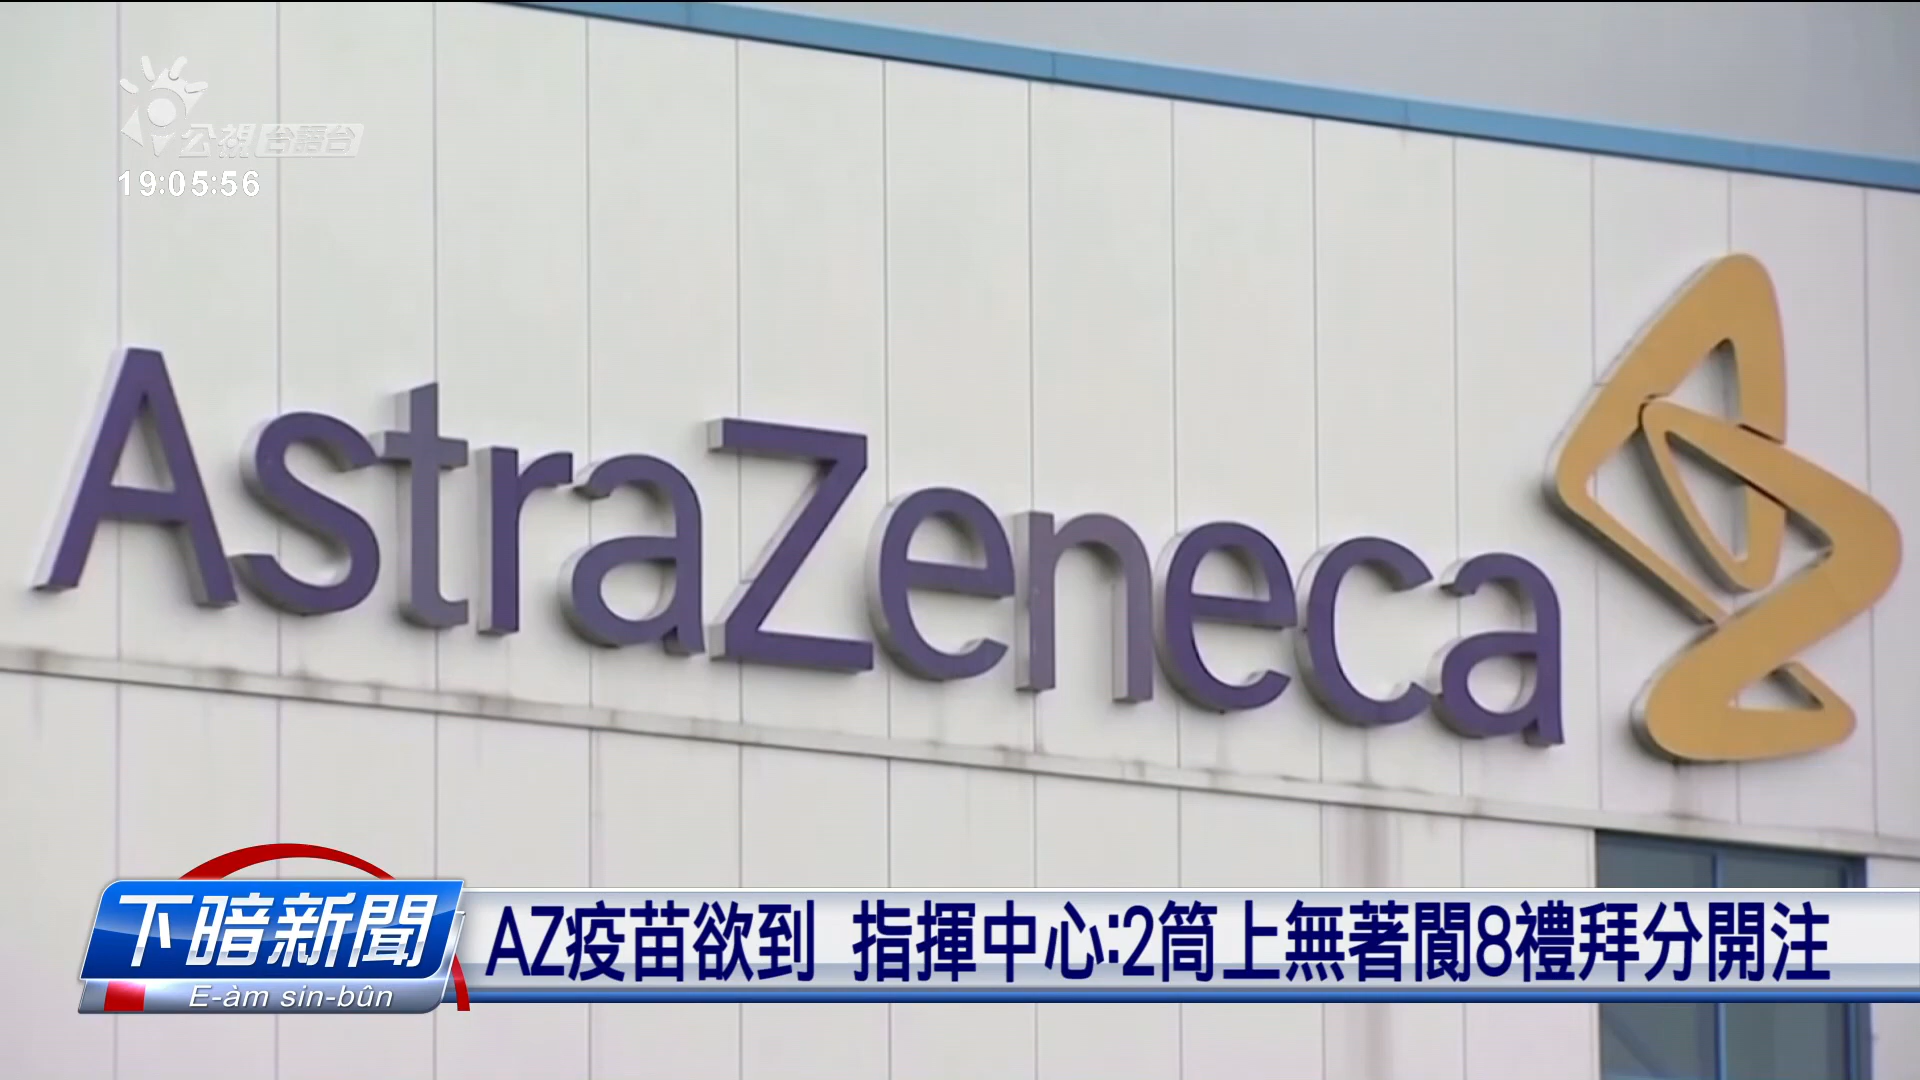 公視台語台
19:05:56
AstraZeneca
下暗新聞
E-àm sin-bûn
AZ疫苗欲到 指揮中心:2筒上無著閬8禮拜分開注